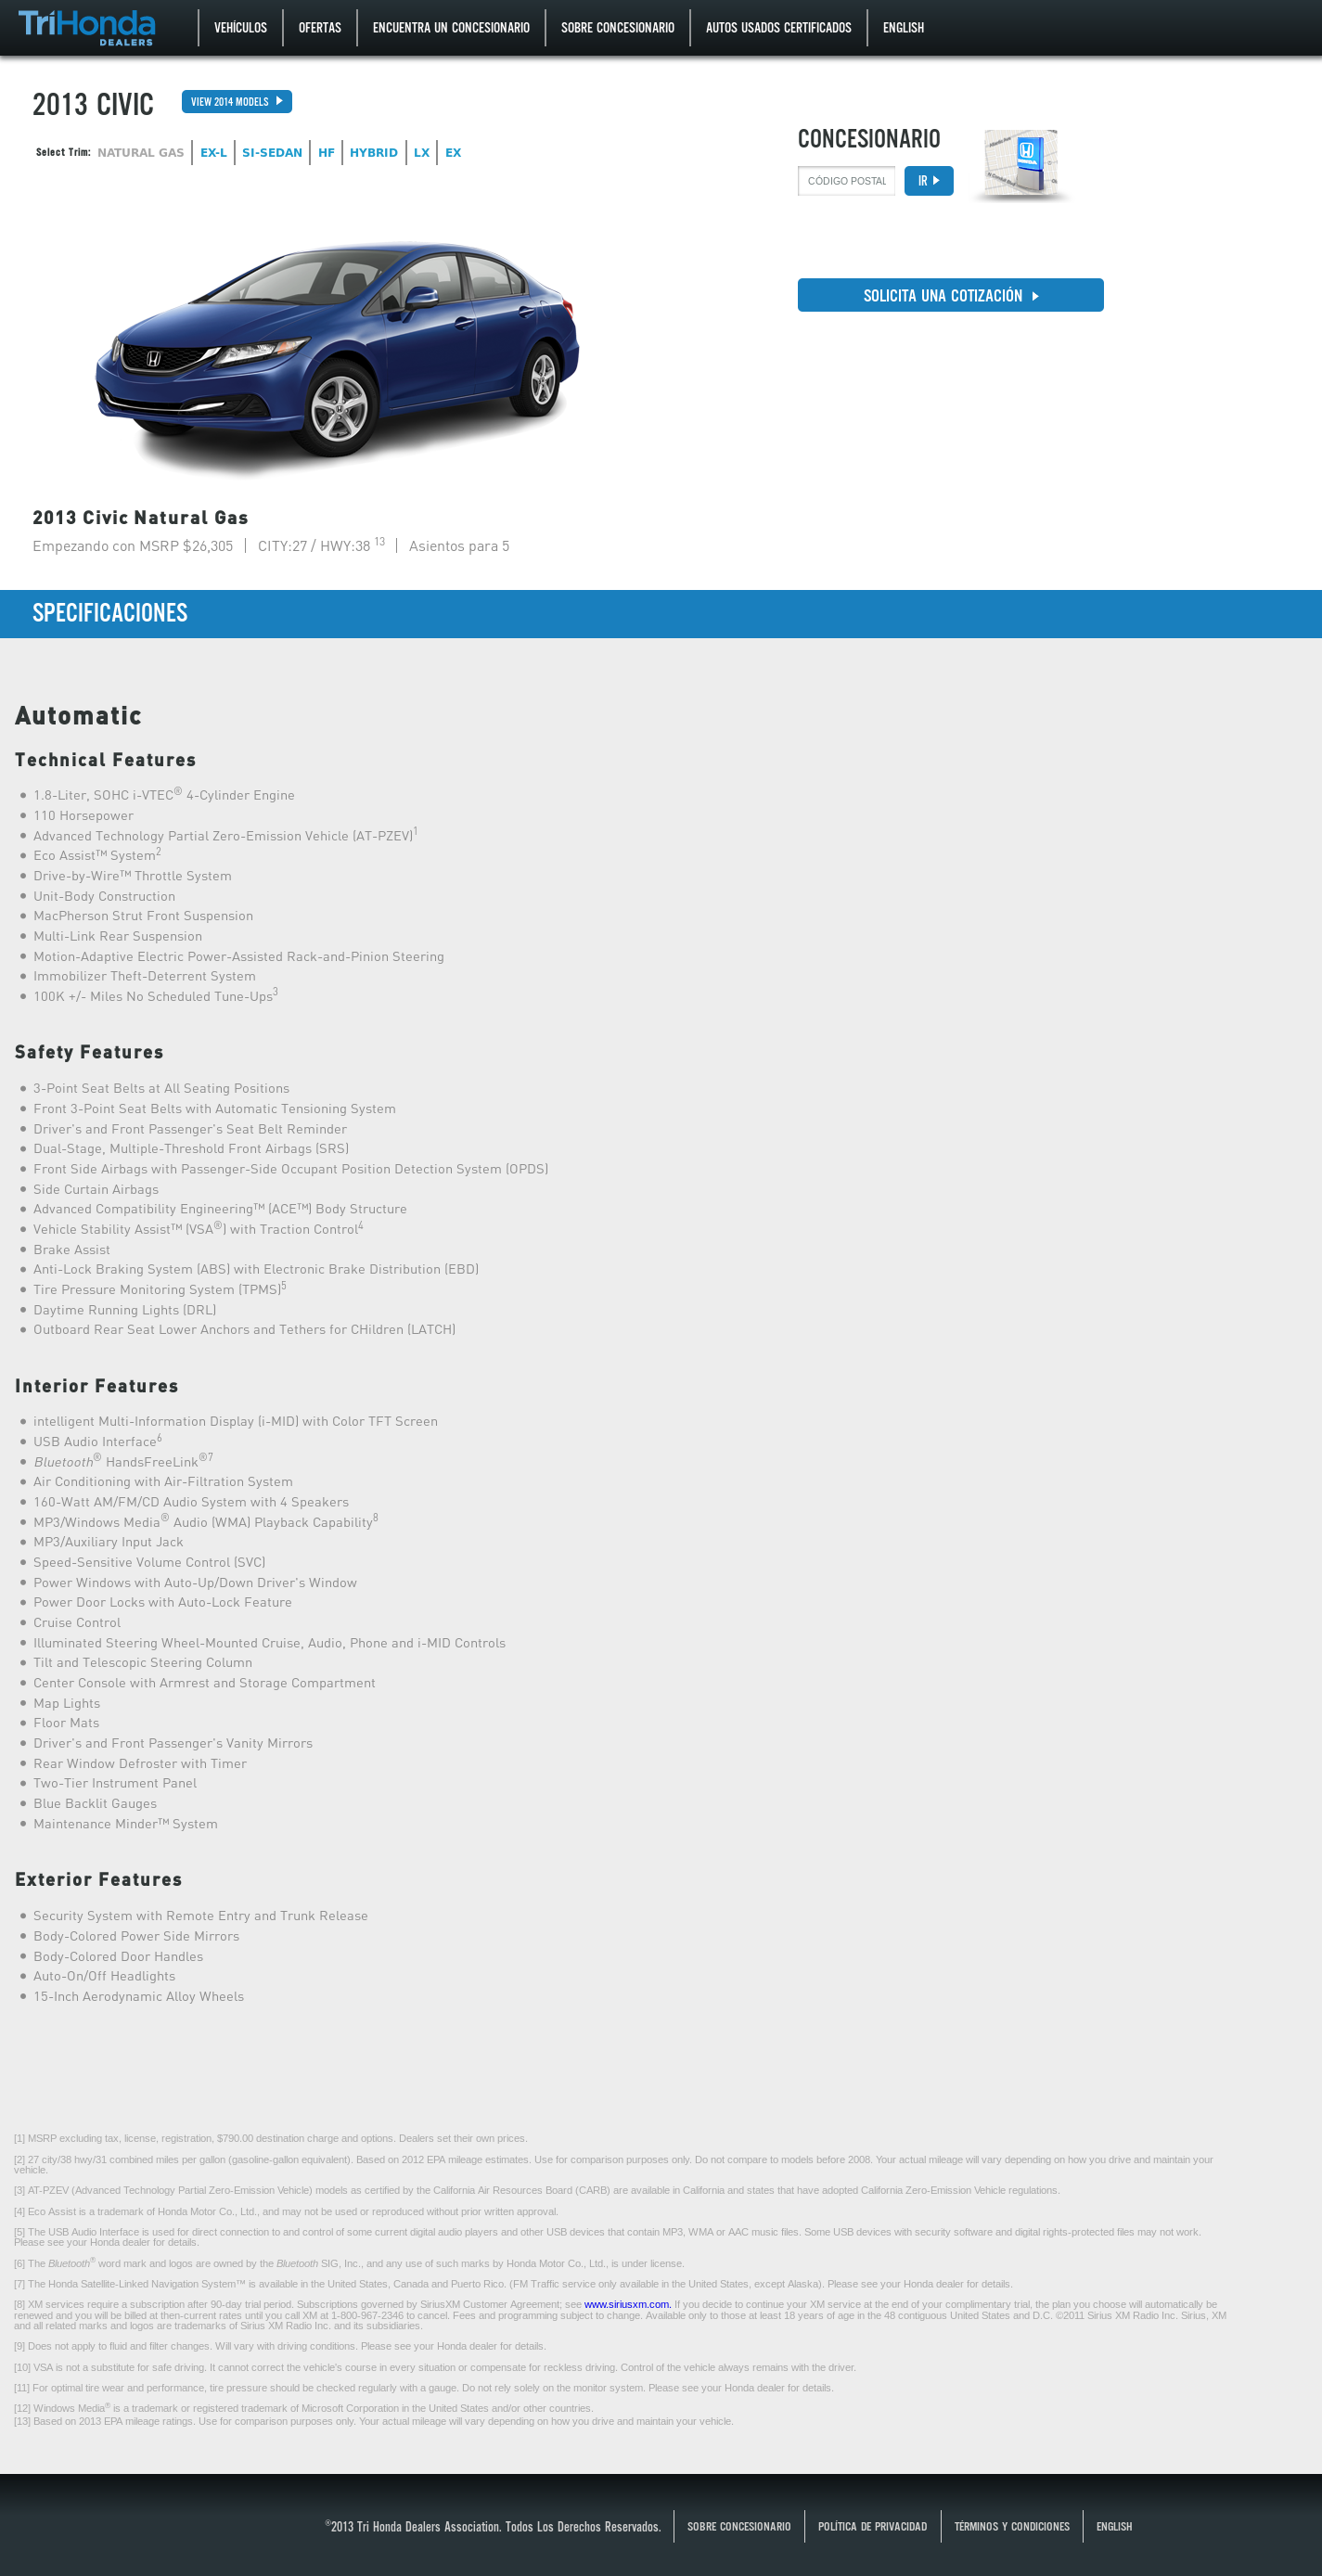 TriHonda
DEALERS
VEHÍCULOS
OFERTAS
ENCUENTRA UN CONCESIONARIO
SOBRE CONCESIONARIO
AUTOS USADOS CERTIFICADOS
ENGLISH
2013 CIVIC
VIEW 2014 MODELS
Select Trim: NATURAL GAS EX-L SI-SEDAN HF HYBRID LX EX
CONCESIONARIO
CÓDIGO POSTAL
IR
SOLICITA UNA COTIZACIÓN
2013 Civic Natural Gas
Empezando con MSRP $26,305 | CITY:27 / HWY:38 13 | Asientos para 5
SPECIFICACIONES
Automatic
Technical Features
1.8-Liter, SOHC i-VTEC® 4-Cylinder Engine
110 Horsepower
Advanced Technology Partial Zero-Emission Vehicle (AT-PZEV)1
Eco Assist™ System2
Drive-by-Wire™ Throttle System
Unit-Body Construction
MacPherson Strut Front Suspension
Multi-Link Rear Suspension
Motion-Adaptive Electric Power-Assisted Rack-and-Pinion Steering
Immobilizer Theft-Deterrent System
100K +/- Miles No Scheduled Tune-Ups3
Safety Features
3-Point Seat Belts at All Seating Positions
Front 3-Point Seat Belts with Automatic Tensioning System
Driver's and Front Passenger's Seat Belt Reminder
Dual-Stage, Multiple-Threshold Front Airbags (SRS)
Front Side Airbags with Passenger-Side Occupant Position Detection System (OPDS)
Side Curtain Airbags
Advanced Compatibility Engineering™ (ACE™) Body Structure
Vehicle Stability Assist™ (VSA®) with Traction Control4
Brake Assist
Anti-Lock Braking System (ABS) with Electronic Brake Distribution (EBD)
Tire Pressure Monitoring System (TPMS)5
Daytime Running Lights (DRL)
Outboard Rear Seat Lower Anchors and Tethers for CHildren (LATCH)
Interior Features
intelligent Multi-Information Display (i-MID) with Color TFT Screen
USB Audio Interface6
Bluetooth® HandsFreeLink®7
Air Conditioning with Air-Filtration System
160-Watt AM/FM/CD Audio System with 4 Speakers
MP3/Windows Media® Audio (WMA) Playback Capability8
MP3/Auxiliary Input Jack
Speed-Sensitive Volume Control (SVC)
Power Windows with Auto-Up/Down Driver's Window
Power Door Locks with Auto-Lock Feature
Cruise Control
Illuminated Steering Wheel-Mounted Cruise, Audio, Phone and i-MID Controls
Tilt and Telescopic Steering Column
Center Console with Armrest and Storage Compartment
Map Lights
Floor Mats
Driver's and Front Passenger's Vanity Mirrors
Rear Window Defroster with Timer
Two-Tier Instrument Panel
Blue Backlit Gauges
Maintenance Minder™ System
Exterior Features
Security System with Remote Entry and Trunk Release
Body-Colored Power Side Mirrors
Body-Colored Door Handles
Auto-On/Off Headlights
15-Inch Aerodynamic Alloy Wheels
[1] MSRP excluding tax, license, registration, $790.00 destination charge and options. Dealers set their own prices.
[2] 27 city/38 hwy/31 combined miles per gallon (gasoline-gallon equivalent). Based on 2012 EPA mileage estimates. Use for comparison purposes only. Do not compare to models before 2008. Your actual mileage will vary depending on how you drive and maintain your
vehicle.
[3] AT-PZEV (Advanced Technology Partial Zero-Emission Vehicle) models as certified by the California Air Resources Board (CARB) are available in California and states that have adopted California Zero-Emission Vehicle regulations.
[4] Eco Assist is a trademark of Honda Motor Co., Ltd., and may not be used or reproduced without prior written approval.
[5] The USB Audio Interface is used for direct connection to and control of some current digital audio players and other USB devices that contain MP3, WMA or AAC music files. Some USB devices with security software and digital rights-protected files may not work.
Please see your Honda dealer for details.
[6] The Bluetooth® word mark and logos are owned by the Bluetooth SIG, Inc., and any use of such marks by Honda Motor Co., Ltd., is under license.
[7] The Honda Satellite-Linked Navigation System™ is available in the United States, Canada and Puerto Rico. (FM Traffic service only available in the United States, except Alaska). Please see your Honda dealer for details.
[8] XM services require a subscription after 90-day trial period. Subscriptions governed by SiriusXM Customer Agreement; see www.siriusxm.com. If you decide to continue your XM service at the end of your complimentary trial, the plan you choose will automatically be
renewed and you will be billed at then-current rates until you call XM at 1-800-967-2346 to cancel. Fees and programming subject to change. Available only to those at least 18 years of age in the 48 contiguous United States and D.C. ©2011 Sirius XM Radio Inc. Sirius, XM
and all related marks and logos are trademarks of Sirius XM Radio Inc. and its subsidiaries.
[9] Does not apply to fluid and filter changes. Will vary with driving conditions. Please see your Honda dealer for details.
[10] VSA is not a substitute for safe driving. It cannot correct the vehicle's course in every situation or compensate for reckless driving. Control of the vehicle always remains with the driver.
[11] For optimal tire wear and performance, tire pressure should be checked regularly with a gauge. Do not rely solely on the monitor system. Please see your Honda dealer for details.
[12] Windows Media® is a trademark or registered trademark of Microsoft Corporation in the United States and/or other countries.
[13] Based on 2013 EPA mileage ratings. Use for comparison purposes only. Your actual mileage will vary depending on how you drive and maintain your vehicle.
®2013 Tri Honda Dealers Association. Todos Los Derechos Reservados.
SOBRE CONCESIONARIO
POLÍTICA DE PRIVACIDAD
TÉRMINOS Y CONDICIONES
ENGLISH